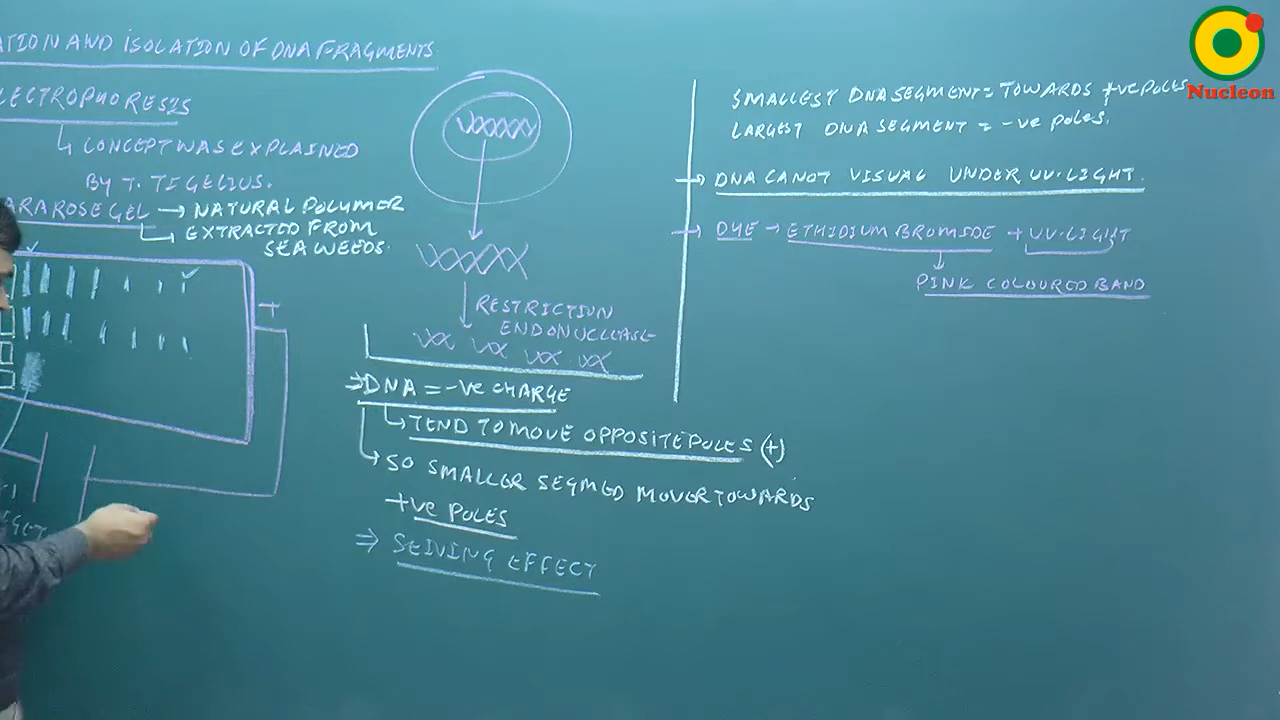 ATION AND ISOLATION OF DNA FRAGMENTS
LECTROPHORESIS
CONCEPT WAS EXPLAINED
BY T. TIGELIUS.
ARAROSE GEL → NATURAL POLYMER
EXTRACTED FROM
SEA WEEDS.
+
RESTRICTION
ENDONUCLEASE
⇒ DNA = -VE CHARGE
TEND TO MOVE OPPOSITE POLES (+)
SO SMALLER SEGMED MOVER TOWARDS
+VE POLES
⇒ SEIVING EFFECT
SMALLEST DNA SEGMENT = TOWARDS +VE POLES
LARGEST DNA SEGMENT = -VE POLES.
→ DNA CANOT VISUAL UNDER UV. LIGHT.
→ DYE → ETHIDIUM BROMIDE + UV. LIGHT
PINK COLOURED BAND
Nucleon